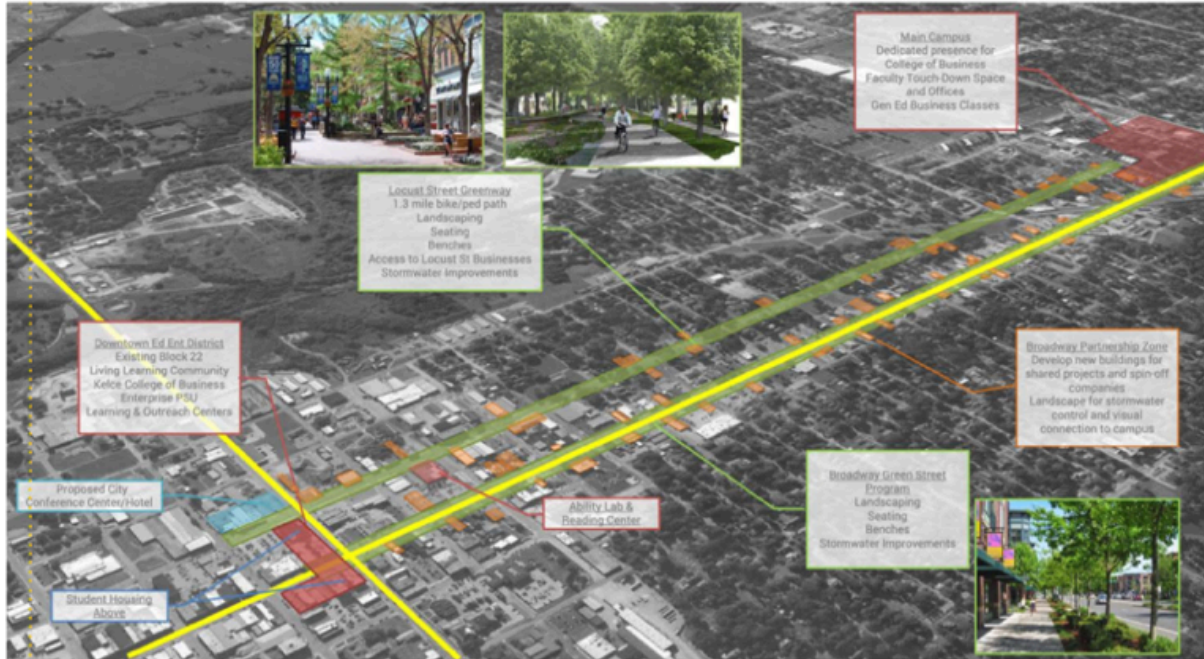 Main Campus
Dedicated presence for
College of Business
Faculty Touch-Down Space
and Offices
Gen Ed Business Classes
Locust Street Greenway
1.3 mile bike/ped path
Landscaping
Seating
Benches
Access to Locust St Businesses
Stormwater Improvements
Downtown Ed Ent District
Existing Block 22
Living Learning Community
Kelce College of Business
Enterprise PSU
Learning & Outreach Centers
Broadway Partnership Zone
Develop new buildings for
shared projects and spin-off
companies
Landscape for stormwater
control and visual
connection to campus
Proposed City
Conference Center/Hotel
Ability Lab &
Reading Center
Broadway Green Street
Program
Landscaping
Seating
Benches
Stormwater Improvements
Student Housing
Above